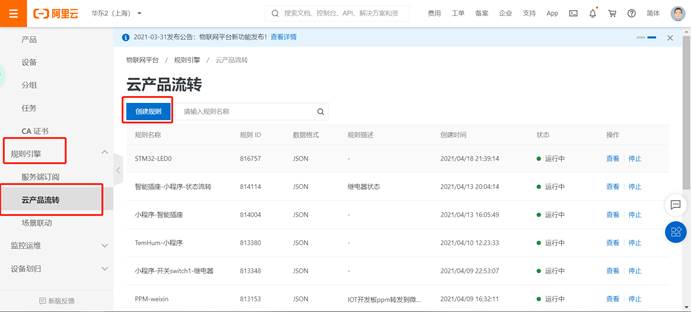 阿里云 华东2（上海） 搜索文档、控制台、API、解决方案和资 费用 工单 备案 企业 支持 App 简体
产品
设备
分组
任务
CA 证书
规则引擎
服务端订阅
云产品流转
场景联动
监控运维
设备划归
新版反馈
2021-03-31发布公告：物联网平台新功能发布！查看详情
物联网平台 / 规则引擎 / 云产品流转
云产品流转
创建规则 请输入规则名称
规则名称 规则 ID 数据格式 规则描述 创建时间 状态 操作
STM32-LED0 816757 JSON - 2021/04/18 21:39:14 运行中 查看 停止
智能插座-小程序-状态流转 814114 JSON 继电器状态 2021/04/13 20:04:14 运行中 查看 停止
小程序-智能插座 814004 JSON - 2021/04/13 16:05:49 运行中 查看 停止
TemHum-小程序 813380 JSON - 2021/04/10 12:23:33 运行中 查看 停止
小程序-开关switch1-继电器 813348 JSON - 2021/04/09 22:53:07 运行中 查看 停止
PPM-weixin 813153 JSON IOT开发板ppm转发到微... 2021/04/09 16:32:11 运行中 查看 停止